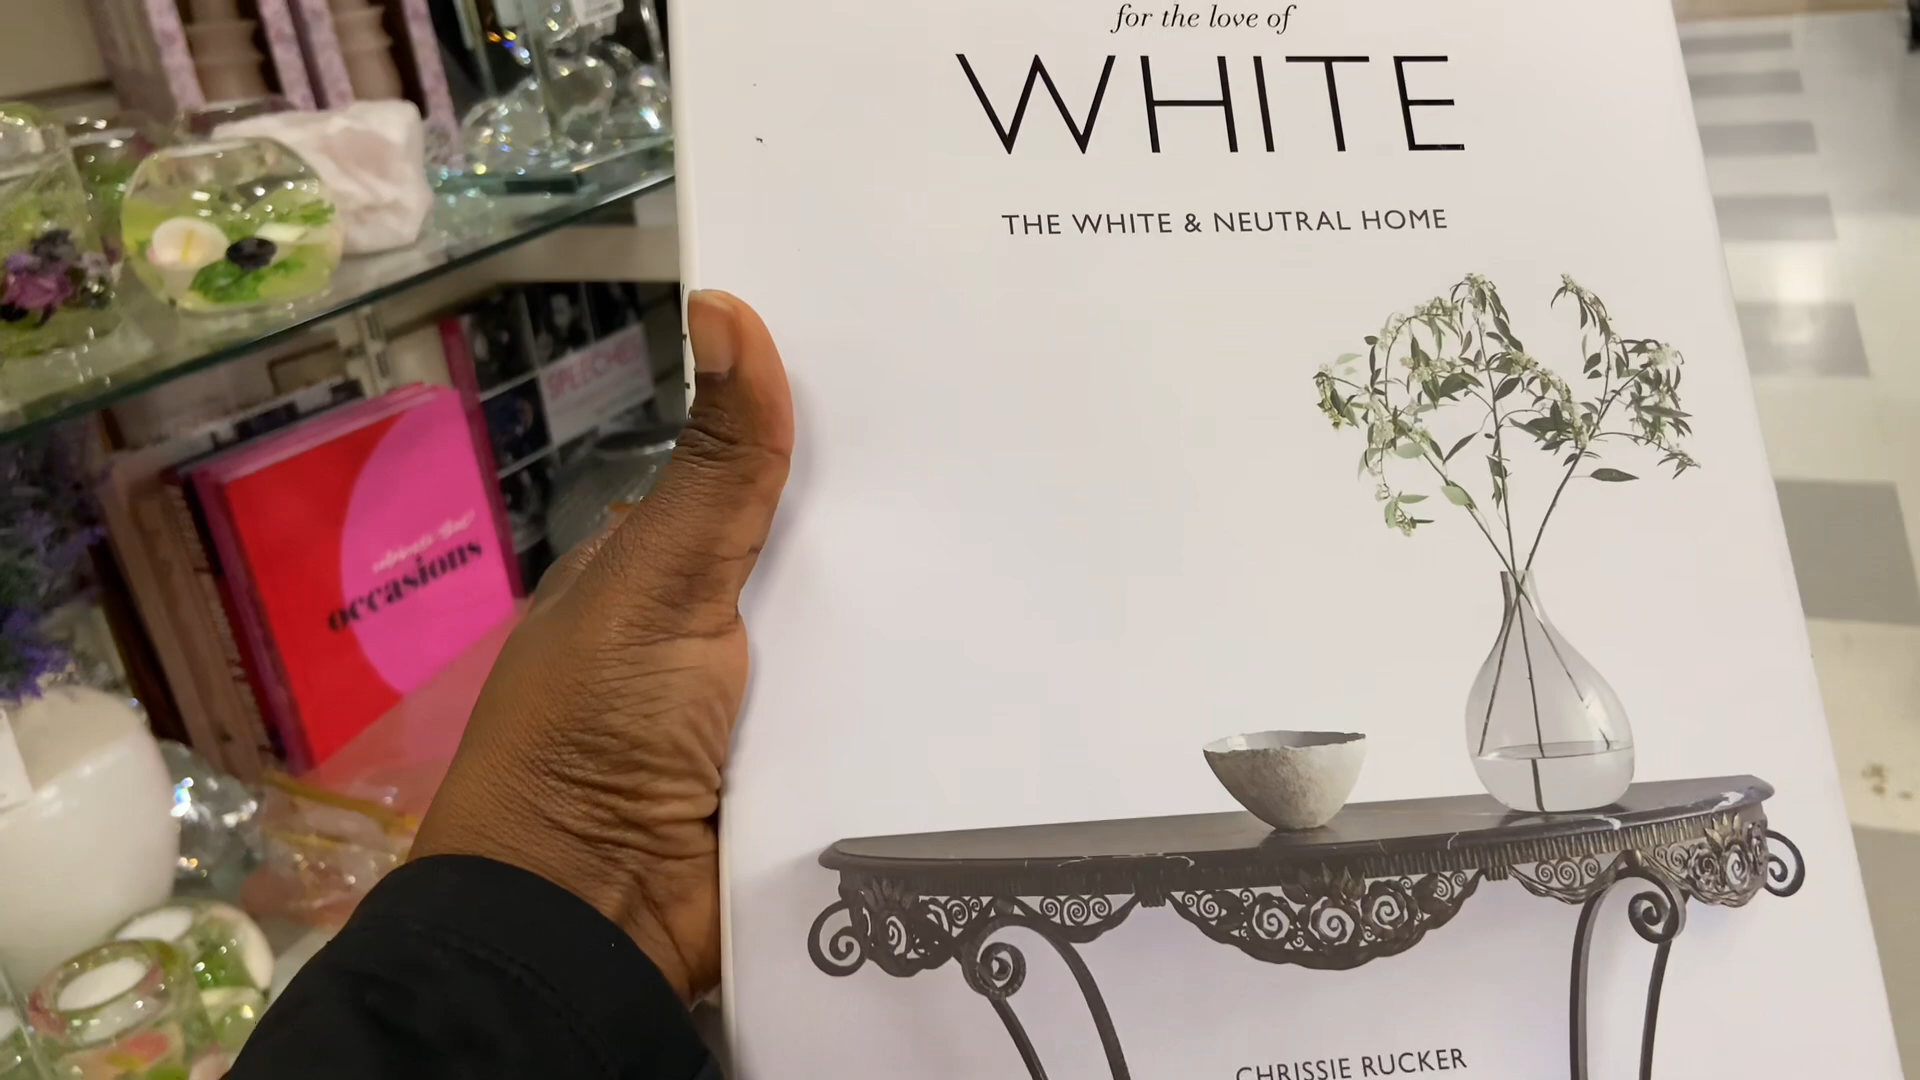 for the love of
WHITE
THE WHITE & NEUTRAL HOME
CHRISSIE RUCKER
occasions